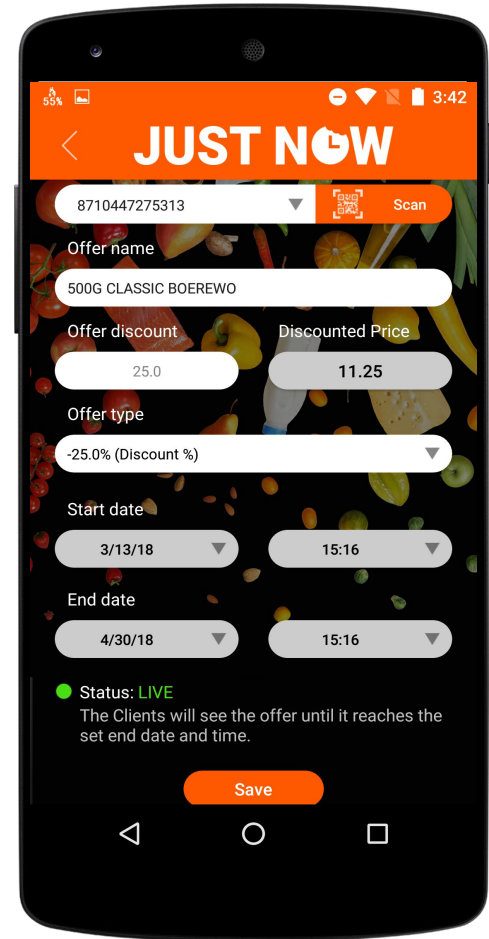 55%
3:42
JUST NOW
8710447275313
Scan
Offer name
500G CLASSIC BOEREWO
Offer discount
Discounted Price
25.0
11.25
Offer type
-25.0% (Discount %)
Start date
3/13/18
15:16
End date
4/30/18
15:16
Status: LIVE
The Clients will see the offer until it reaches the
set end date and time.
Save